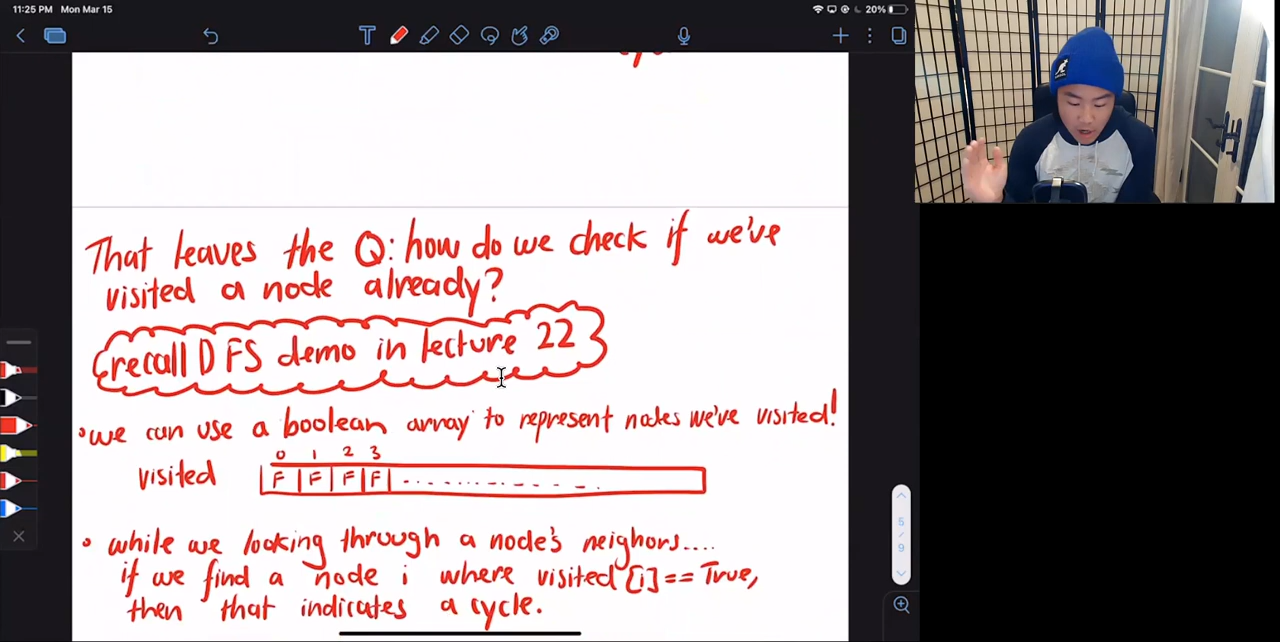 11:25 PM Mon Mar 15
20%
That leaves the Q: how do we check if we've
visited a node already?
recall DFS demo in lecture 22
• we can use a boolean array to represent nodes we've visited!
0 1 2 3
visited F F F F
• while we looking through a node's neighors....
if we find a node i where visited [i] == True,
then that indicates a cycle.
5
/
9